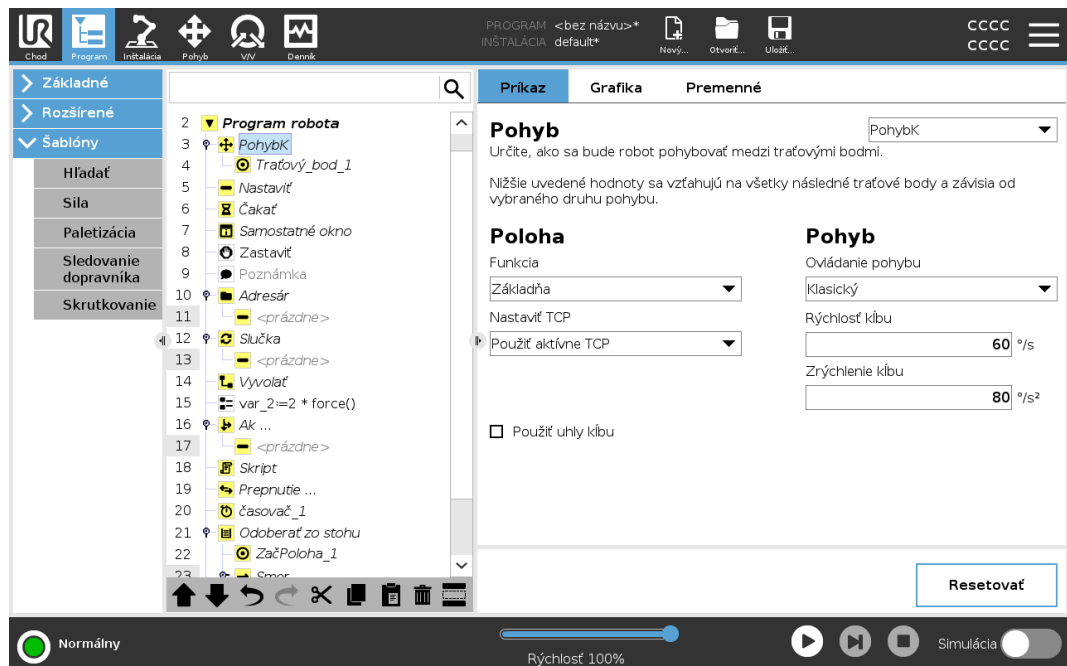 PROGRAM <bez názvu>*
INŠTALÁCIA default*
CCCC
CCCC
Chod
Program
Inštalácia
Pohyb
V/V
Denník
Nový...
Otvoriť...
Uložiť...
Základné
Rozšírené
Šablóny
Hľadať
Sila
Paletizácia
Sledovanie
dopravníka
Skrutkovanie
2 Program robota
3 PohybK
4 Traťový_bod_1
5 Nastaviť
6 Čakať
7 Samostatné okno
8 Zastaviť
9 Poznámka
10 Adresár
11 <prázdne>
12 Slučka
13 <prázdne>
14 Vyvolať
15 var_2:=2 * force()
16 Ak ...
17 <prázdne>
18 Skript
19 Prepnutie ...
20 časovač_1
21 Odoberať zo stohu
22 ZačPoloha_1
23 Smer
Príkaz
Grafika
Premenné
Pohyb
PohybK
Určite, ako sa bude robot pohybovať medzi traťovými bodmi.
Nižšie uvedené hodnoty sa vzťahujú na všetky následné traťové body a závisia od
vybraného druhu pohybu.
Poloha
Funkcia
Základňa
Nastaviť TCP
Použiť aktívne TCP
Použiť uhly kĺbu
Pohyb
Ovládanie pohybu
Klasický
Rýchlosť kĺbu
60 °/s
Zrýchlenie kĺbu
80 °/s²
Resetovať
Normálny
Rýchlosť 100%
Simulácia